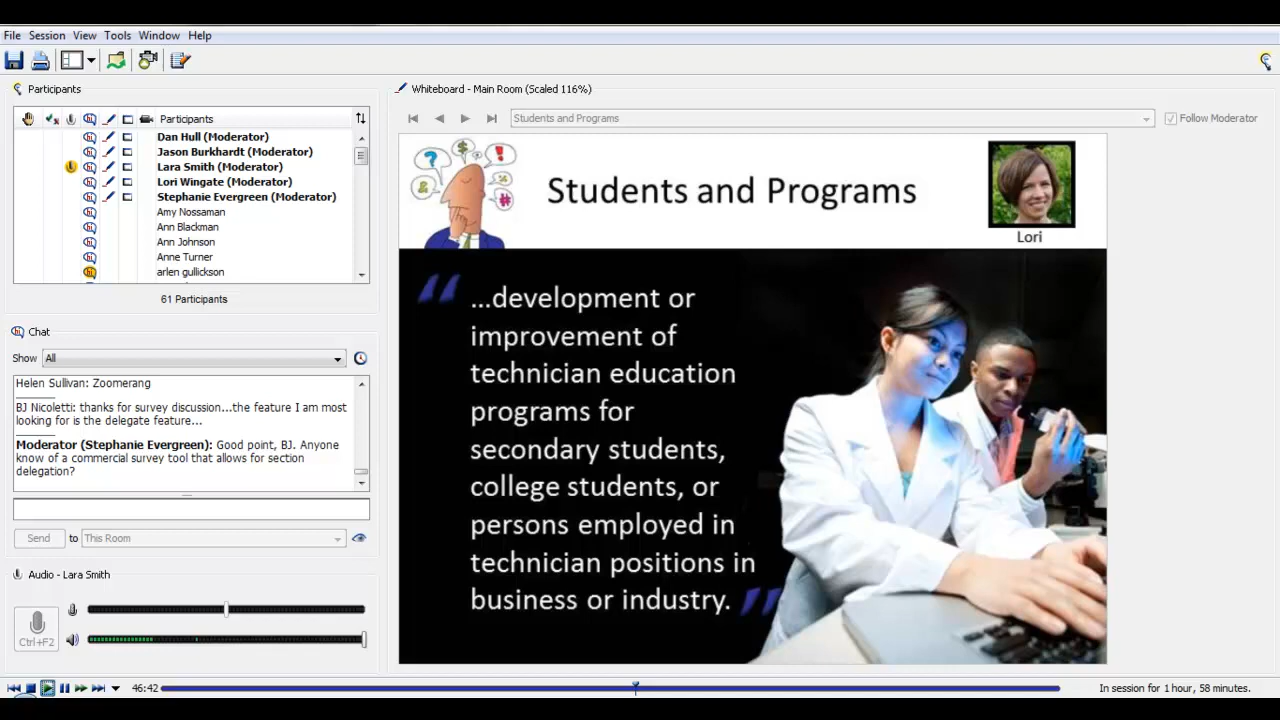 File Session View Tools Window Help
Participants
Participants
Dan Hull (Moderator)
Jason Burkhardt (Moderator)
Lara Smith (Moderator)
Lori Wingate (Moderator)
Stephanie Evergreen (Moderator)
Amy Nossaman
Ann Blackman
Ann Johnson
Anne Turner
arlen gullickson
61 Participants
Chat
Show All
Helen Sullivan: Zoomerang
BJ Nicoletti: thanks for survey discussion...the feature I am most
looking for is the delegate feature...
Moderator (Stephanie Evergreen): Good point, BJ. Anyone
know of a commercial survey tool that allows for section
delegation?
Send to This Room
Audio - Lara Smith
Ctrl+F2
Whiteboard - Main Room (Scaled 116%)
Students and Programs
Follow Moderator
Students and Programs
Lori
“ ...development or
improvement of
technician education
programs for
secondary students,
college students, or
persons employed in
technician positions in
business or industry. ”
46:42
In session for 1 hour, 58 minutes.